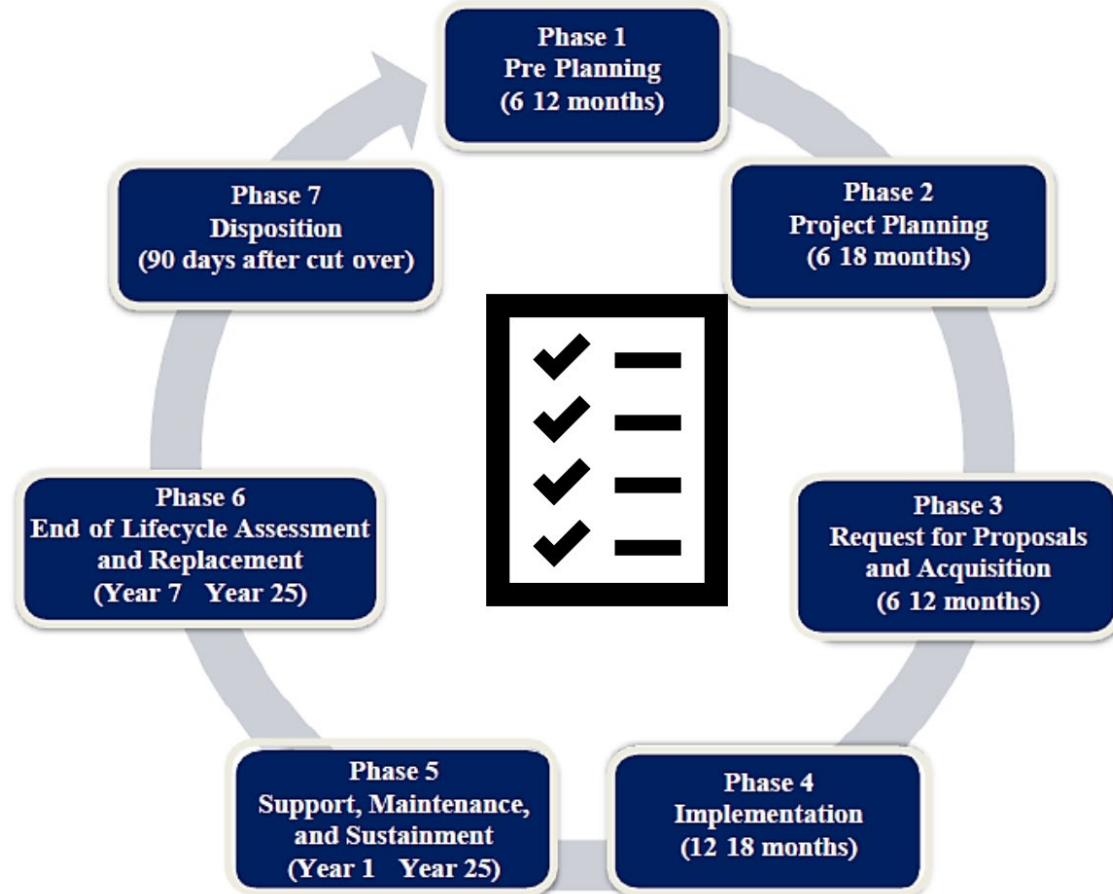 Phase 1
Pre Planning
(6 12 months)
Phase 2
Project Planning
(6 18 months)
Phase 3
Request for Proposals
and Acquisition
(6 12 months)
Phase 4
Implementation
(12 18 months)
Phase 5
Support, Maintenance,
and Sustainment
(Year 1 Year 25)
Phase 6
End of Lifecycle Assessment
and Replacement
(Year 7 Year 25)
Phase 7
Disposition
(90 days after cut over)